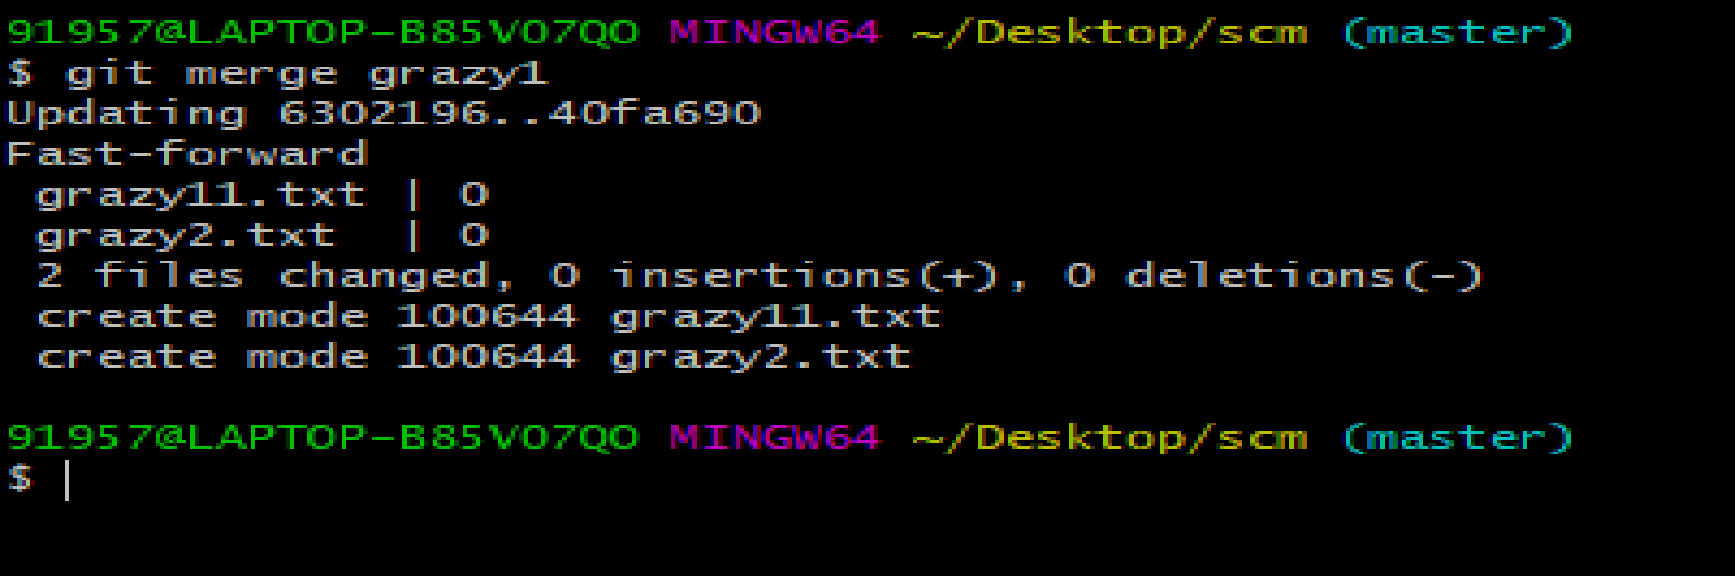 91957@LAPTOP-B85VO7QO MINGW64 ~/Desktop/scm (master)
$ git merge grazy1
Updating 6302196..40fa690
Fast-forward
 grazy11.txt | 0
 grazy2.txt  | 0
 2 files changed, 0 insertions(+), 0 deletions(-)
 create mode 100644 grazy11.txt
 create mode 100644 grazy2.txt
91957@LAPTOP-B85VO7QO MINGW64 ~/Desktop/scm (master)
$